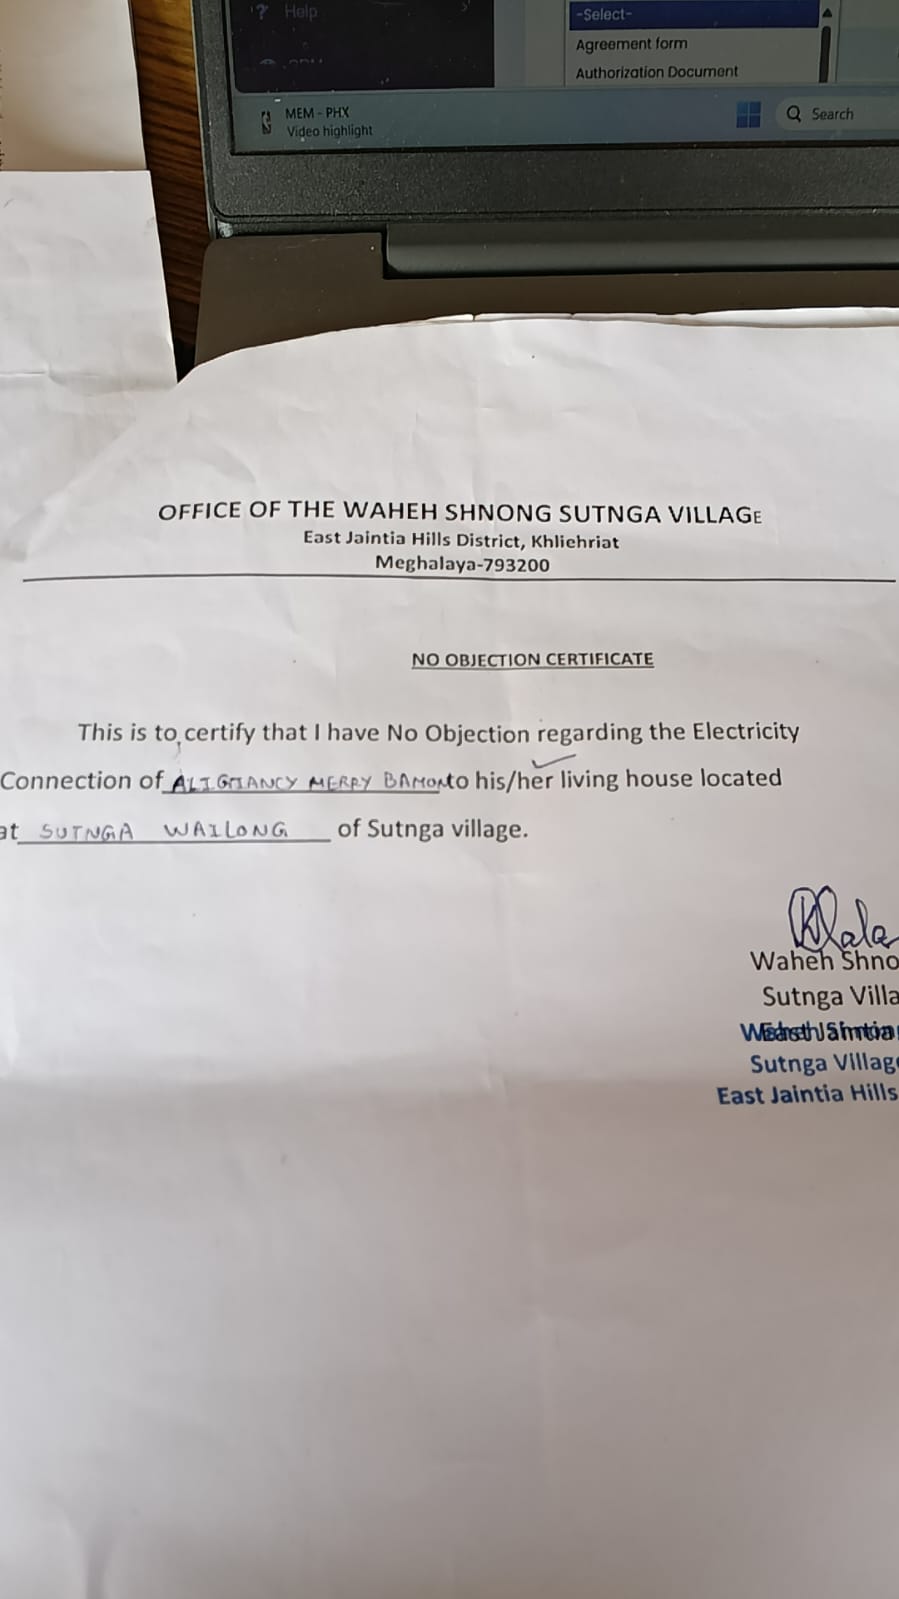 ? Help
-Select-
Agreement form
Authorization Document
MEM - PHX
Video highlight
Search
OFFICE OF THE WAHEH SHNONG SUTNGA VILLAGE
East Jaintia Hills District, Khliehriat
Meghalaya-793200
NO OBJECTION CERTIFICATE
This is to certify that I have No Objection regarding the Electricity
Connection of MERRY BAMON to his/her living house located
at SUTNGA WAILONG of Sutnga village.
Waheh Shno
Sutnga Villa
East Jaintia
Sutnga Village
East Jaintia Hills